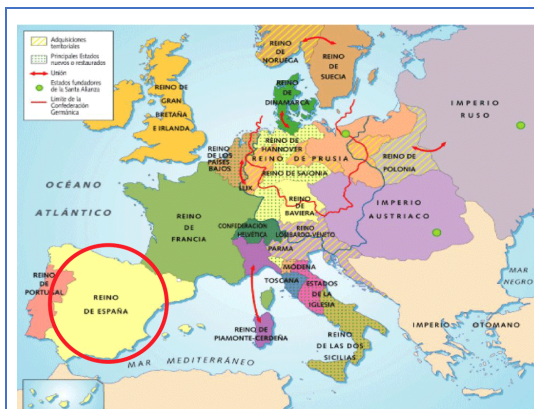 Adquisiciones
territoriales
Principales Estados
nuevos o restaurados
Unión
Estados fundadores
de la Santa Alianza
Límite de la
Confederación
Germánica
REINO
DE
NORUEGA
REINO
DE
SUECIA
REINO
DE
DINAMARCA
REINO DE
GRAN
BRETAÑA
E IRLANDA
IMPERIO
RUSO
REINO DE
HANNOVER
REINO
DE LOS
PAÍSES
BAJOS
REINO DE PRUSIA
REINO DE
POLONIA
REINO DE SAJONIA
LUX.
OCÉANO
ATLÁNTICO
REINO
DE
BAVIERA
IMPERIO
AUSTRIACO
REINO
DE
FRANCIA
CONFEDERACIÓN
HELVÉTICA
REINO
LOMBARDO-VENETO
PARMA
MÓDENA
TOSCANA
ESTADOS
DE LA
IGLESIA
MAR
NEGRO
REINO
DE
PORTUGAL
REINO
DE ESPAÑA
REINO DE
PIAMONTE-CERDEÑA
REINO
DE LAS DOS
SICILIAS
IMPERIO OTOMANO
MAR MEDITERRÁNEO